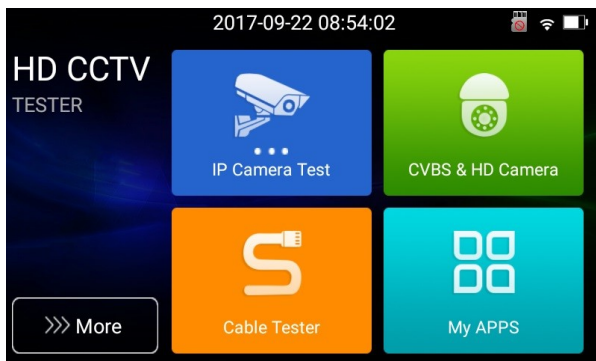 2017-09-22 08:54:02
HD CCTV
TESTER
IP Camera Test
CVBS & HD Camera
Cable Tester
My APPS
>>> More